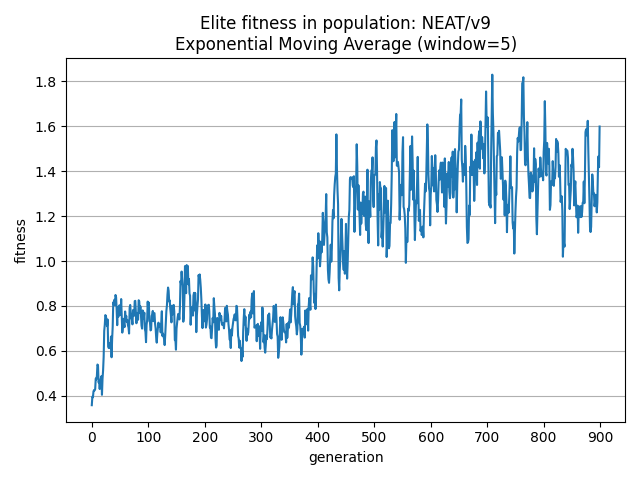 Elite fitness in population: NEAT/v9
Exponential Moving Average (window=5)
1.8
1.6
1.4
1.2
1.0
0.8
0.6
0.4
fitness
0 100 200 300 400 500 600 700 800 900
generation